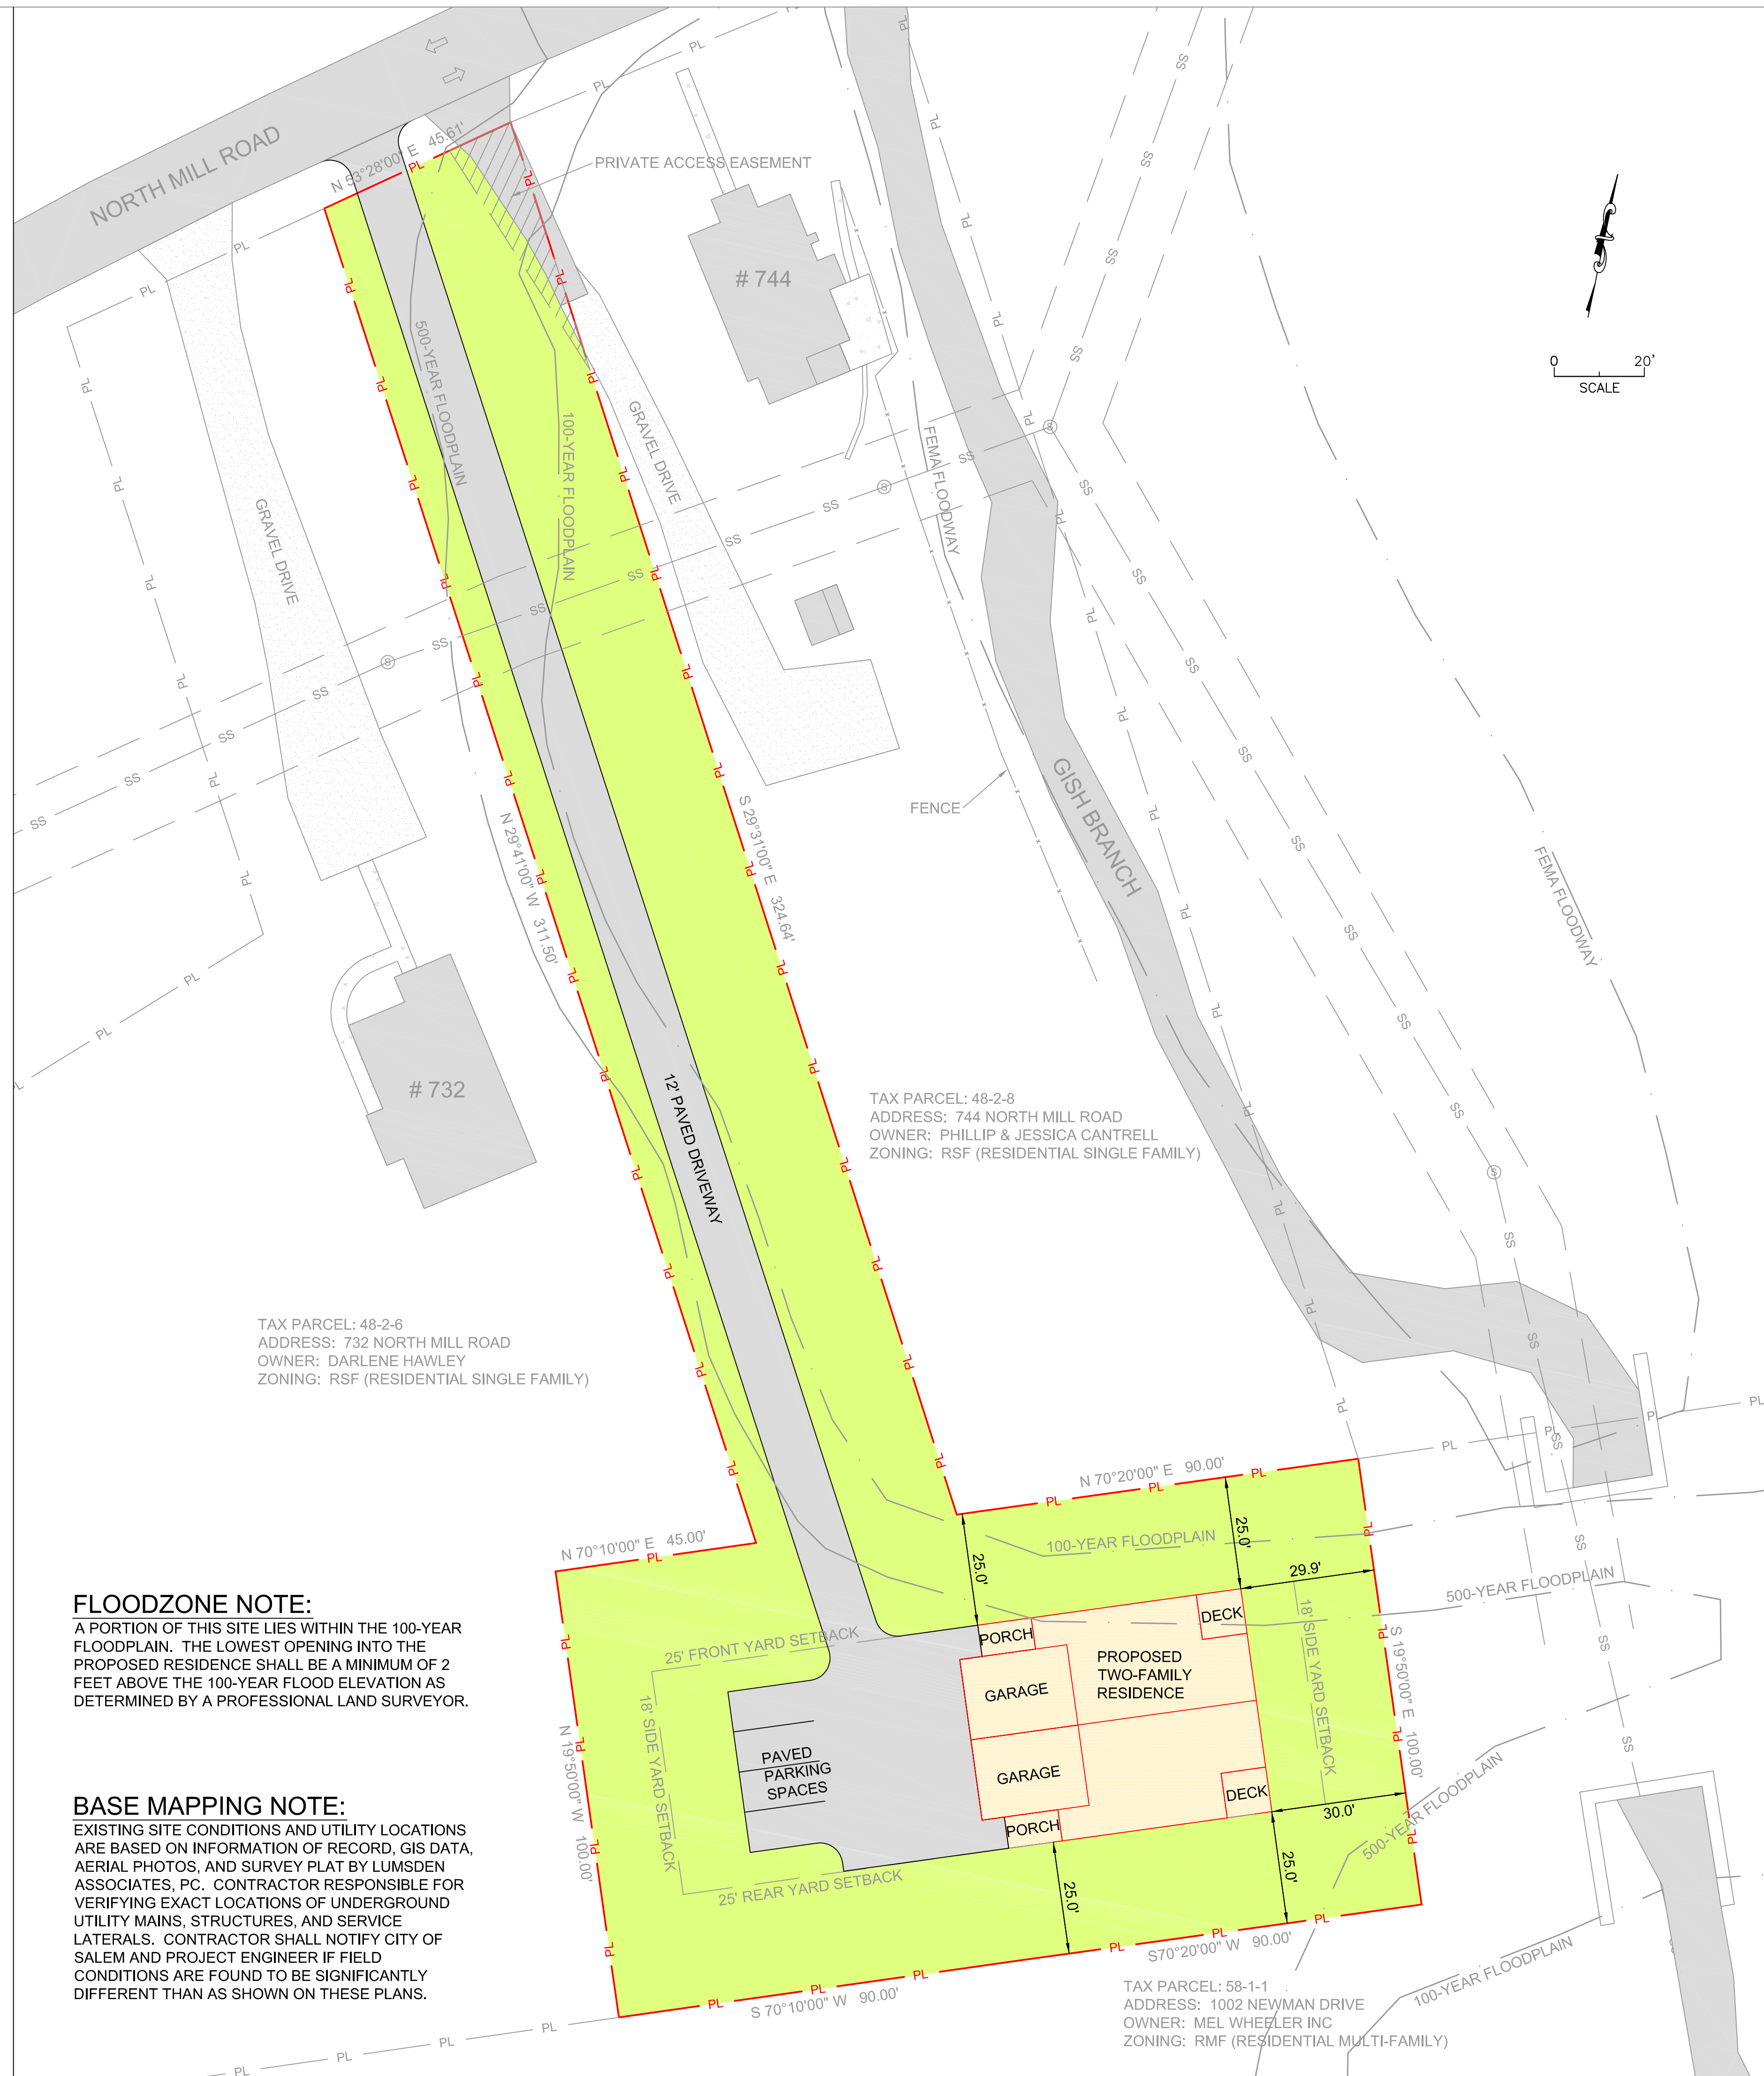 NORTH MILL ROAD
N 53°28'00" E 45.61'
PRIVATE ACCESS EASEMENT
# 744
0 20'
SCALE
500-YEAR FLOODPLAIN
100-YEAR FLOODPLAIN
GRAVEL DRIVE
GRAVEL DRIVE
FEMA FLOODWAY
FENCE
GISH BRANCH
FEMA FLOODWAY
N 29°41'00" W 311.50'
S 29°31'00" E 324.64'
# 732
12' PAVED DRIVEWAY
TAX PARCEL: 48-2-8
ADDRESS: 744 NORTH MILL ROAD
OWNER: PHILLIP & JESSICA CANTRELL
ZONING: RSF (RESIDENTIAL SINGLE FAMILY)
TAX PARCEL: 48-2-6
ADDRESS: 732 NORTH MILL ROAD
OWNER: DARLENE HAWLEY
ZONING: RSF (RESIDENTIAL SINGLE FAMILY)
N 70°20'00" E 90.00'
N 70°10'00" E 45.00'
25.0'
25.0'
100-YEAR FLOODPLAIN
29.9'
500-YEAR FLOODPLAIN
FLOODZONE NOTE:
A PORTION OF THIS SITE LIES WITHIN THE 100-YEAR
FLOODPLAIN. THE LOWEST OPENING INTO THE
PROPOSED RESIDENCE SHALL BE A MINIMUM OF 2
FEET ABOVE THE 100-YEAR FLOOD ELEVATION AS
DETERMINED BY A PROFESSIONAL LAND SURVEYOR.
25' FRONT YARD SETBACK
18' SIDE YARD SETBACK
N 19°50'00" W 100.00'
PORCH
DECK
PROPOSED
TWO-FAMILY
RESIDENCE
GARAGE
GARAGE
DECK
PORCH
18' SIDE YARD SETBACK
S 19°50'00" E 100.00'
PAVED
PARKING
SPACES
30.0'
25.0'
25.0'
500-YEAR FLOODPLAIN
25' REAR YARD SETBACK
BASE MAPPING NOTE:
EXISTING SITE CONDITIONS AND UTILITY LOCATIONS
ARE BASED ON INFORMATION OF RECORD, GIS DATA,
AERIAL PHOTOS, AND SURVEY PLAT BY LUMSDEN
ASSOCIATES, PC. CONTRACTOR RESPONSIBLE FOR
VERIFYING EXACT LOCATIONS OF UNDERGROUND
UTILITY MAINS, STRUCTURES, AND SERVICE
LATERALS. CONTRACTOR SHALL NOTIFY CITY OF
SALEM AND PROJECT ENGINEER IF FIELD
CONDITIONS ARE FOUND TO BE SIGNIFICANTLY
DIFFERENT THAN AS SHOWN ON THESE PLANS.
S70°20'00" W 90.00'
S 70°10'00" W 90.00'
TAX PARCEL: 58-1-1
ADDRESS: 1002 NEWMAN DRIVE
OWNER: MEL WHEELER INC
ZONING: RMF (RESIDENTIAL MULTI-FAMILY)
100-YEAR FLOODPLAIN